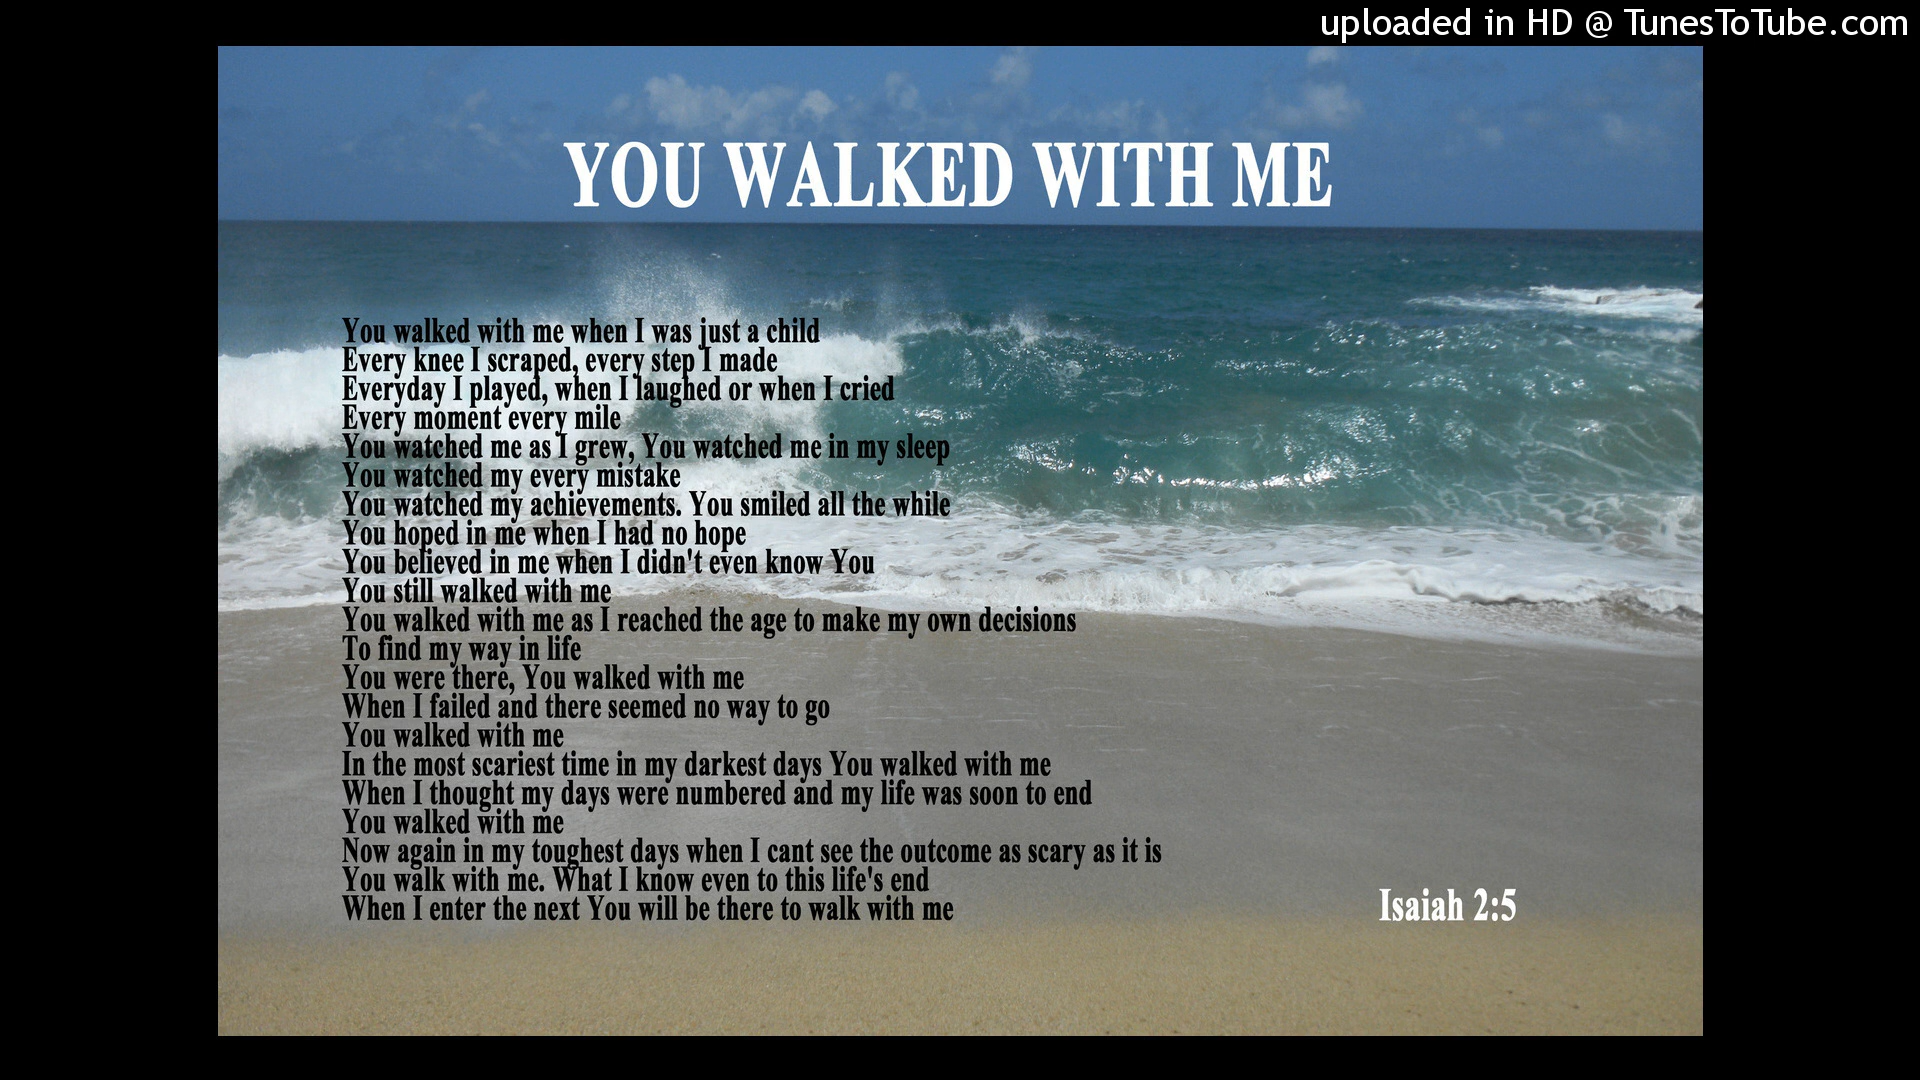 uploaded in HD @ TunesToTube.com
YOU WALKED WITH ME
You walked with me when I was just a child
Every knee I scraped, every step I made
Everyday I played, when I laughed or when I cried
Every moment every mile
You watched me as I grew, You watched me in my sleep
You watched my every mistake
You watched my achievements. You smiled all the while
You hoped in me when I had no hope
You believed in me when I didn't even know You
You still walked with me
You walked with me as I reached the age to make my own decisions
To find my way in life
You were there, You walked with me
When I failed and there seemed no way to go
You walked with me
In the most scariest time in my darkest days You walked with me
When I thought my days were numbered and my life was soon to end
You walked with me
Now again in my toughest days when I cant see the outcome as scary as it is
You walk with me. What I know even to this life's end
When I enter the next You will be there to walk with me
Isaiah 2:5